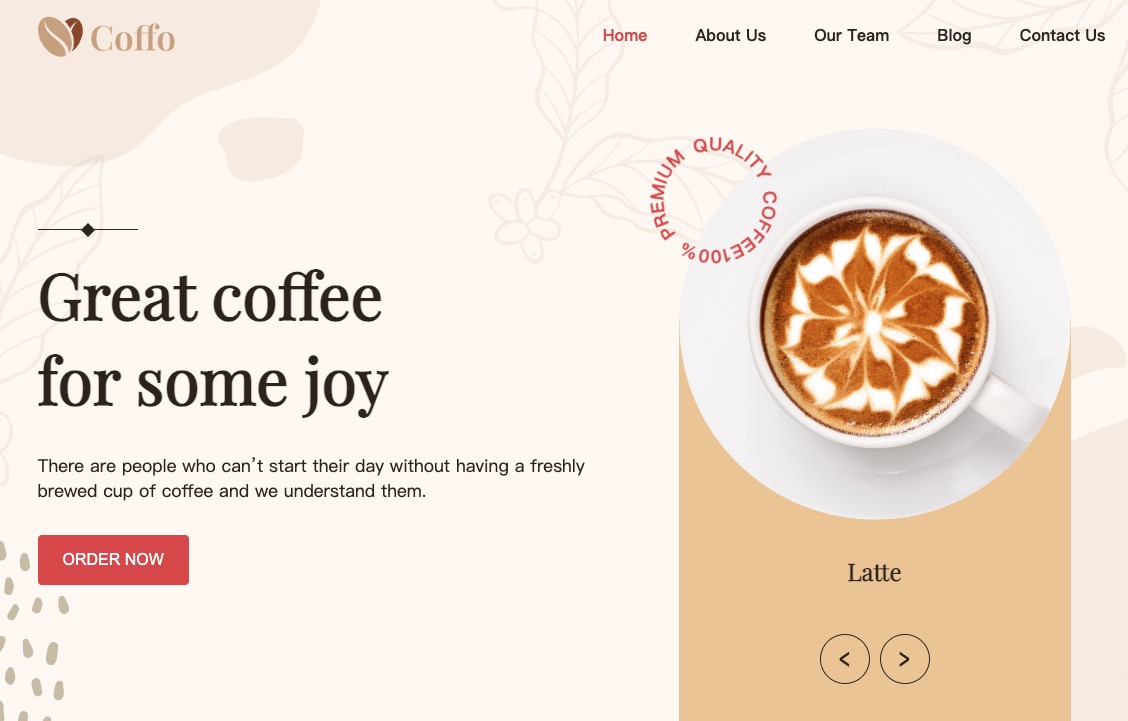 Coffo
Home
About Us
Our Team
Blog
Contact Us
PREMIUM QUALITY COFFEE100%
Great coffee
for some joy
There are people who can’t start their day without having a freshly
brewed cup of coffee and we understand them.
ORDER NOW
Latte
<
>